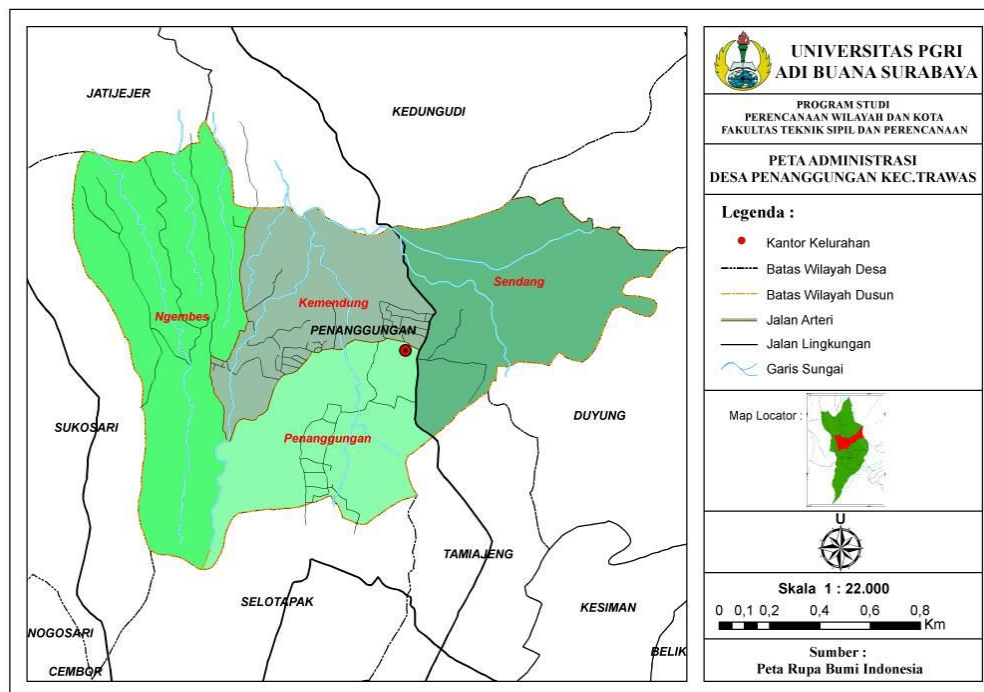 JATIJEJER
KEDUNGUDI
Sendang
Ngembes
Kemendung
PENANGGUNGAN
SUKOSARI
DUYUNG
Penanggungan
TAMIAJENG
SELOTAPAK
KESIMAN
NOGOSARI
BELIK
CEMBOR
UNIVERSITAS PGRI
ADI BUANA SURABAYA
PROGRAM STUDI
PERENCANAAN WILAYAH DAN KOTA
FAKULTAS TEKNIK SIPIL DAN PERENCANAAN
PETA ADMINISTRASI
DESA PENANGGUNGAN KEC.TRAWAS
Legenda :
Kantor Kelurahan
Batas Wilayah Desa
Batas Wilayah Dusun
Jalan Arteri
Jalan Lingkungan
Garis Sungai
Map Locator :
U
Skala 1 : 22.000
0 0,1 0,2 0,4 0,6 0,8
Km
Sumber :
Peta Rupa Bumi Indonesia